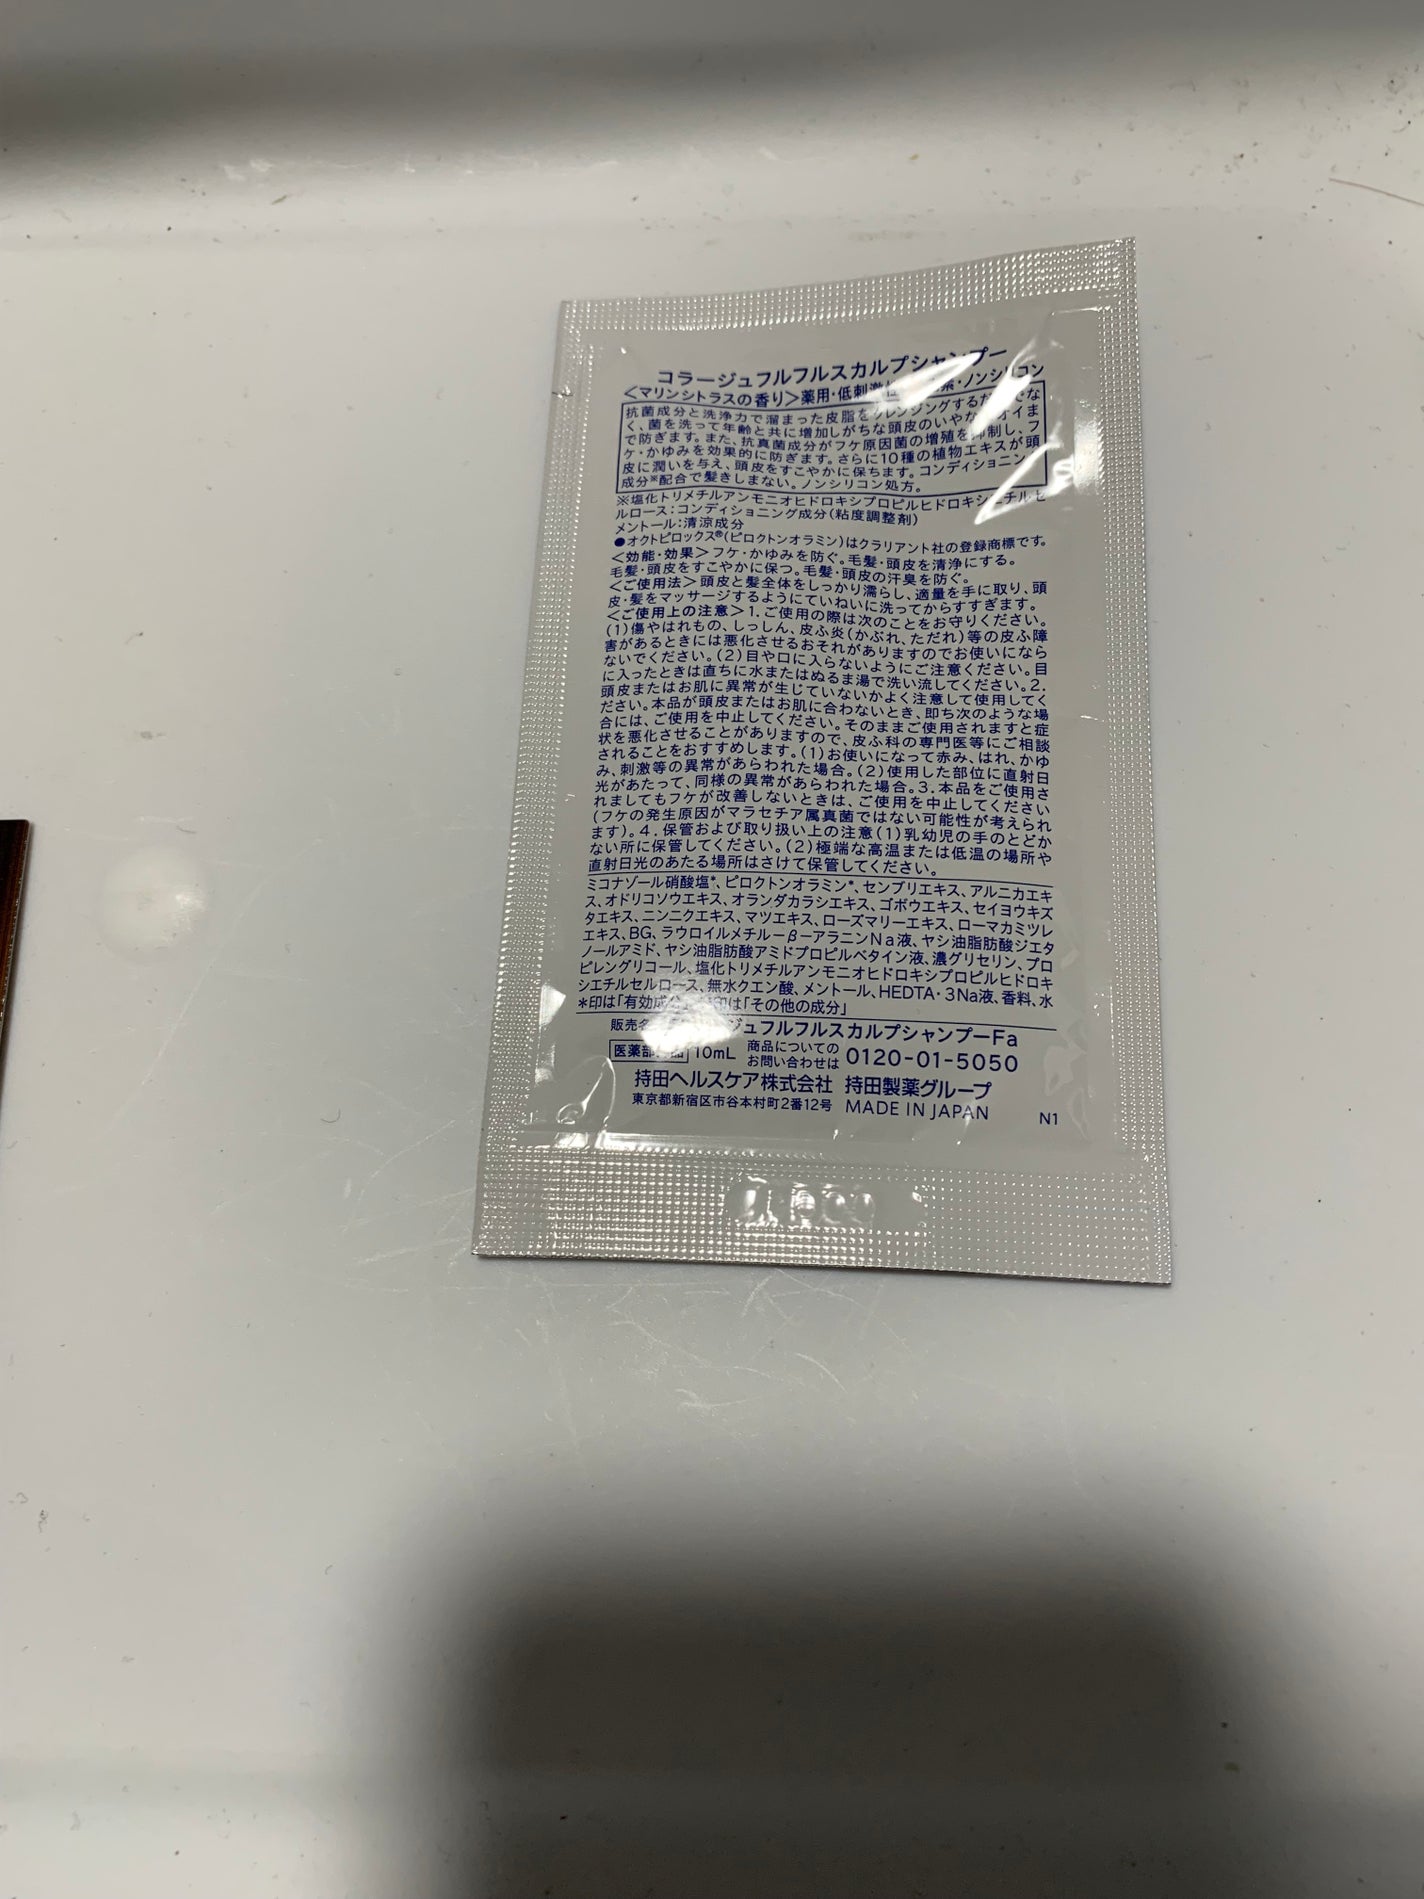 コラージュフルフルスカルプシャンプー
<マリンシトラスの香り>薬用・低刺激 系・ノンシリコン
抗菌成分と洗浄力で溜まった皮脂をクレンジングするだけでな
く、菌を洗って年齢と共に増加しがちな頭皮のいやなニオイま
で防ぎます。また、抗真菌成分がフケ原因菌の増殖を抑制し、フ
ケ・かゆみを効果的に防ぎます。さらに10種の植物エキスが頭
皮に潤いを与え、頭皮をすこやかに保ちます。コンディショニング
成分※配合で髪きしまない。ノンシリコン処方。
※塩化トリメチルアンモニオヒドロキシプロピルヒドロキシエチルセ
ルロース：コンディショニング成分(粘度調整剤)
メントール：清涼成分
●オクトピロックス®(ピロクトンオラミン)はクラリアント社の登録商標です。
<効能・効果>フケ・かゆみを防ぐ。毛髪・頭皮を清浄にする。
毛髪・頭皮をすこやかに保つ。毛髪・頭皮の汗臭を防ぐ。
<ご使用法>頭皮と髪全体をしっかり濡らし、適量を手に取り、頭
皮・髪をマッサージするようにていねいに洗ってからすすぎます。
<ご使用上の注意>1.ご使用の際は次のことをお守りください。
(1)傷やはれもの、しっしん、皮ふ炎(かぶれ、ただれ)等の皮ふ障
害があるときには悪化させるおそれがありますのでお使いになら
ないでください。(2)目や口に入らないようにご注意ください。目
に入ったときは直ちに水またはぬるま湯で洗い流してください。2.
頭皮またはお肌に異常が生じていないかよく注意して使用してく
ださい。本品が頭皮またはお肌に合わないとき、即ち次のような場
合には、ご使用を中止してください。そのままご使用されますと症
状を悪化させることがありますので、皮ふ科の専門医等にご相談
されることをおすすめします。(1)お使いになって赤み、はれ、かゆ
み、刺激等の異常があらわれた場合。(2)使用した部位に直射日
光があたって、同様の異常があらわれた場合。3.本品をご使用さ
れましてもフケが改善しないときは、ご使用を中止してください
(フケの発生原因がマラセチア属真菌ではない可能性が考えられ
ます)。4.保管および取り扱い上の注意(1)乳幼児の手のとどか
ない所に保管してください。(2)極端な高温または低温の場所や
直射日光のあたる場所はさけて保管してください。
ミコナゾール硝酸塩*、ピロクトンオラミン*、センブリエキス、アルニカエキ
ス、オドリコソウエキス、オランダカラシエキス、ゴボウエキス、セイヨウキズ
タエキス、ニンニクエキス、マツエキス、ローズマリーエキス、ローマカミツレ
エキス、BG、ラウロイルメチル－β－アラニンNa液、ヤシ油脂肪酸ジエタ
ノールアミド、ヤシ油脂肪酸アミドプロピルベタイン液、濃グリセリン、プロ
ピレングリコール、塩化トリメチルアンモニオヒドロキシプロピルヒドロキ
シエチルセルロース、無水クエン酸、メントール、HEDTA・3Na液、香料、水
*印は「有効成分」 印は「その他の成分」
販売名 ジュフルフルスカルプシャンプーFa
医薬部外品 10mL 商品についての
お問い合わせは 0120-01-5050
持田ヘルスケア株式会社 持田製薬グループ
東京都新宿区市谷本村町2番12号 MADE IN JAPAN N1